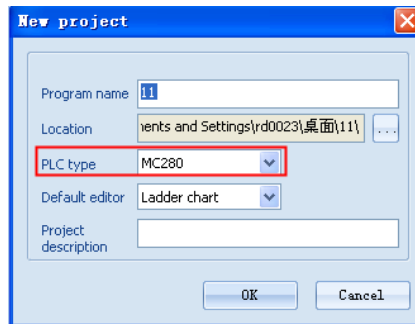 New project
Program name 11
Location nents and Settings\rd0023\桌面\11\ ...
PLC type MC280
Default editor Ladder chart
Project
description
OK Cancel